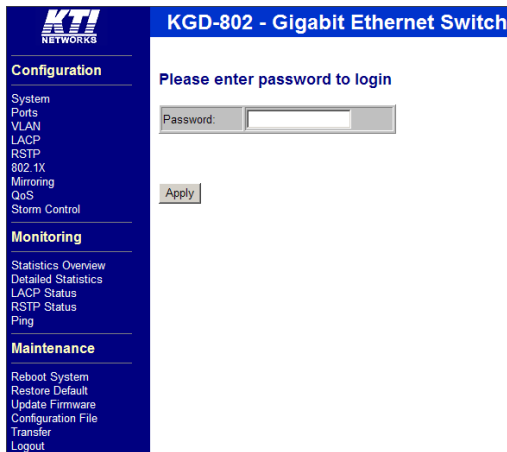 KTI
NETWORKS
KGD-802 - Gigabit Ethernet Switch
Configuration
System
Ports
VLAN
LACP
RSTP
802.1X
Mirroring
QoS
Storm Control
Monitoring
Statistics Overview
Detailed Statistics
LACP Status
RSTP Status
Ping
Maintenance
Reboot System
Restore Default
Update Firmware
Configuration File
Transfer
Logout
Please enter password to login
Password:
Apply